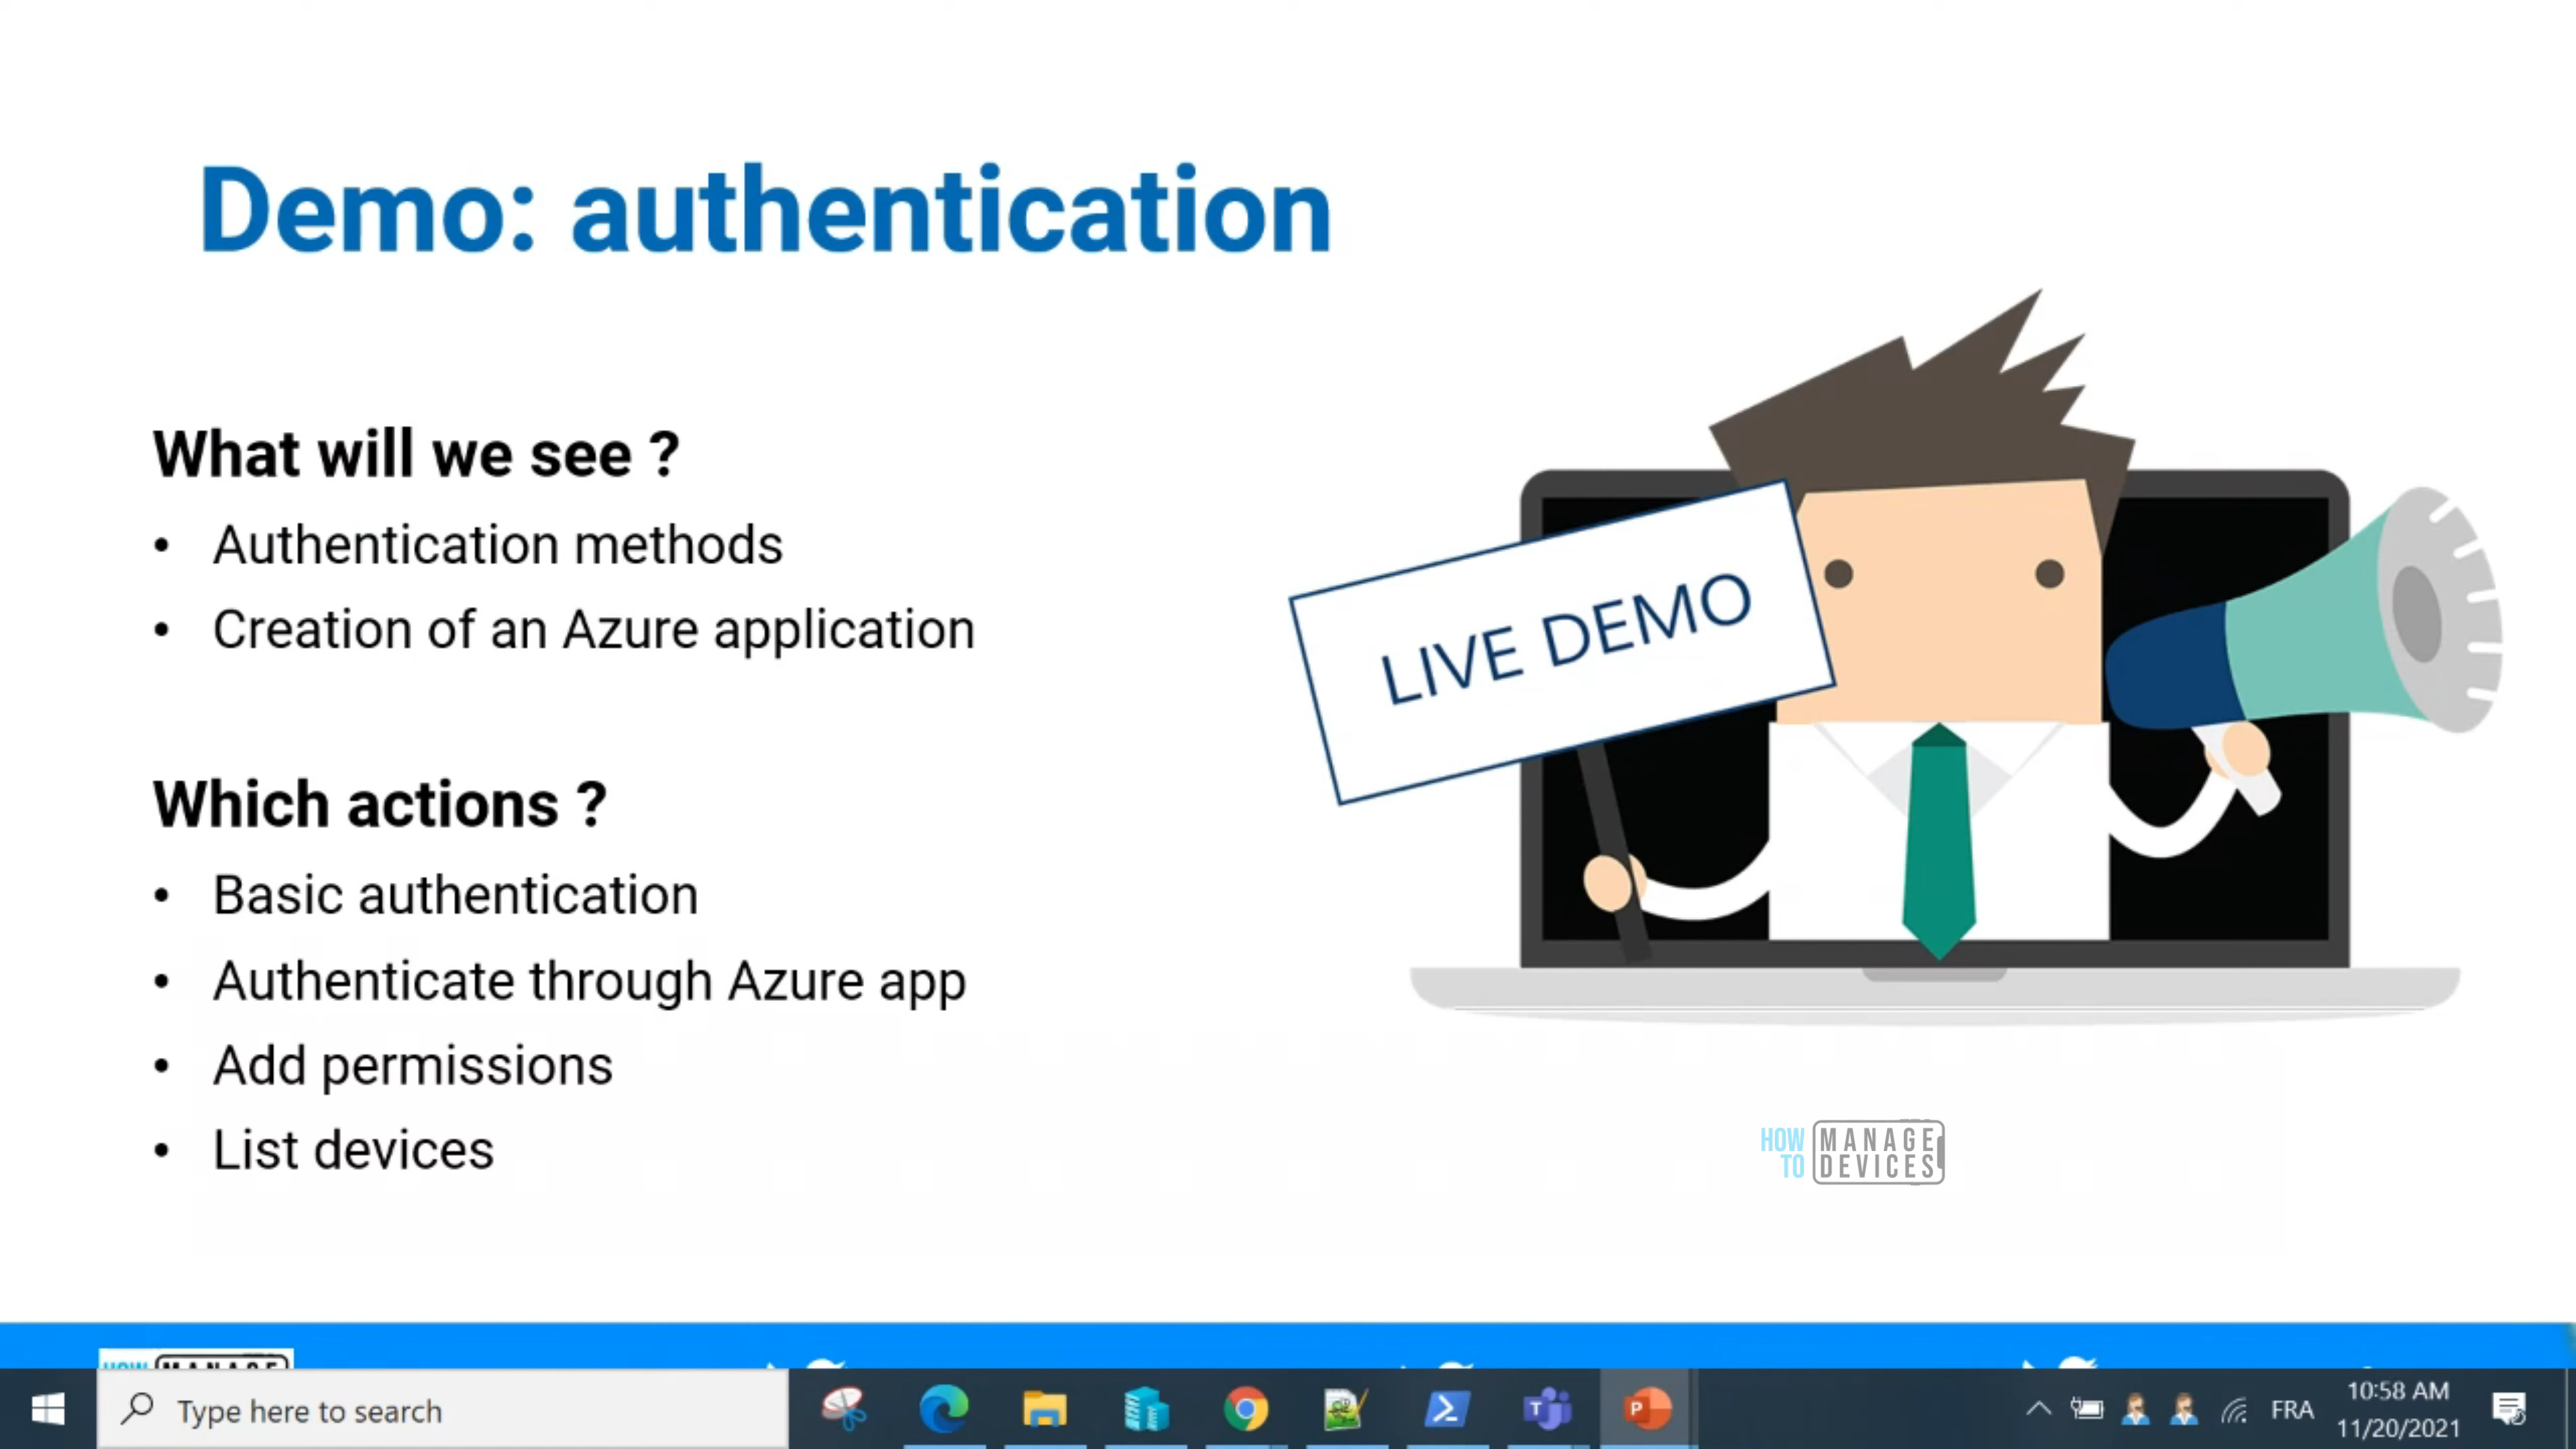 Demo: authentication
What will we see ?
• Authentication methods
• Creation of an Azure application
LIVE DEMO
Which actions ?
• Basic authentication
• Authenticate through Azure app
• Add permissions
• List devices
HOW MANAGE
TO DEVICES
HOW MANAGE
Type here to search
FRA
10:58 AM
11/20/2021